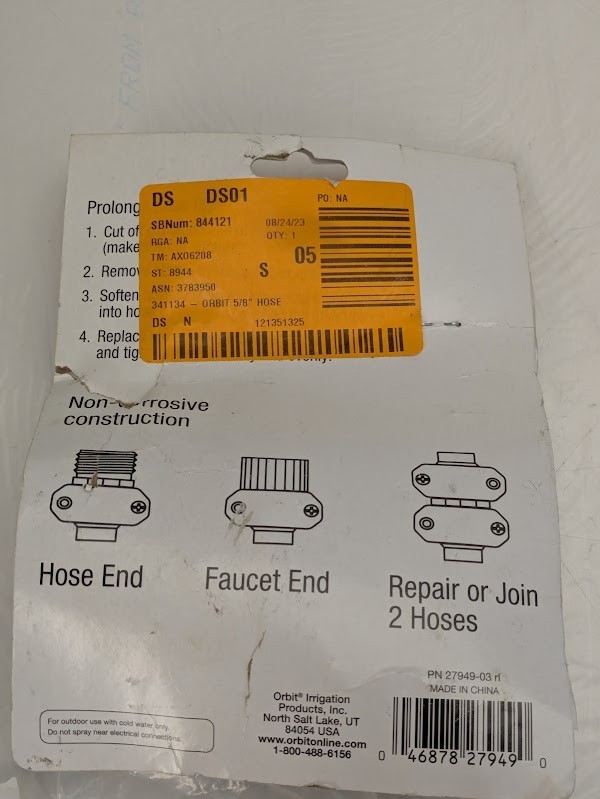 FROM
Prolong
1. Cut of
(make
2. Remov
3. Soften
into ho
4. Replac
and tig
DS DS01 PO: NA
SBNum: 844121 08/24/23
RGA: NA QTY: 1
TM: AXO6208 S 05
ST: 8944
ASN: 3783950
341134 - ORBIT 5/8" HOSE
DS N 121351325
Non-corrosive
construction
Hose End
Faucet End
Repair or Join
2 Hoses
PN 27949-03 rl
MADE IN CHINA
For outdoor use with cold water only.
Do not spray near electrical connections.
Orbit® Irrigation
Products, Inc.
North Salt Lake, UT
84054 USA
www.orbitonline.com
1-800-488-6156
0 46878 27949 0